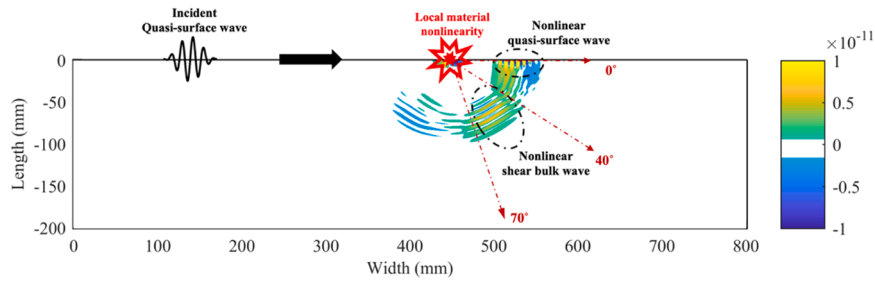 Incident
Quasi-surface wave
Local material
nonlinearity
Nonlinear
quasi-surface wave
0°
40°
70°
Nonlinear
shear bulk wave
Length (mm)
0
-50
-100
-150
-200
0
100
200
300
400
500
600
700
800
Width (mm)
×10⁻¹¹
1
0.5
0
-0.5
-1